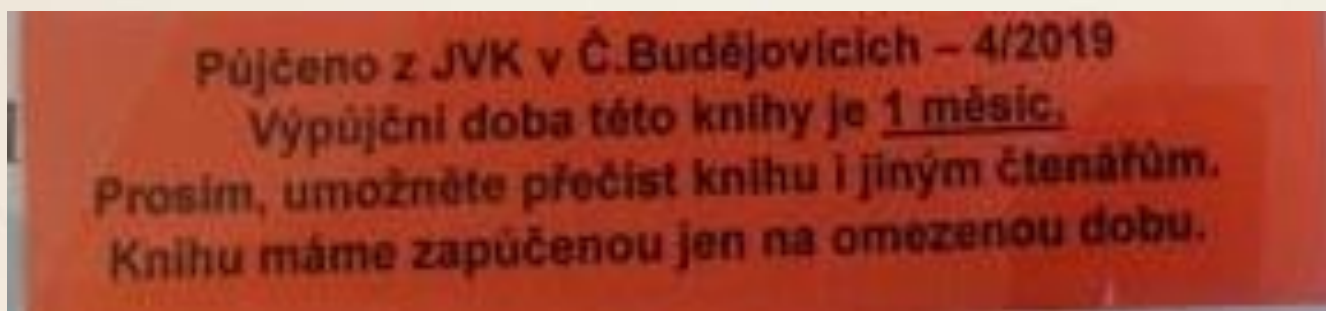 Půjčeno z JVK v Č.Budějovicích – 4/2019
Výpůjční doba této knihy je 1 měsíc.
Prosím, umožněte přečíst knihu i jiným čtenářům.
Knihu máme zapúčenou jen na omezenou dobu.